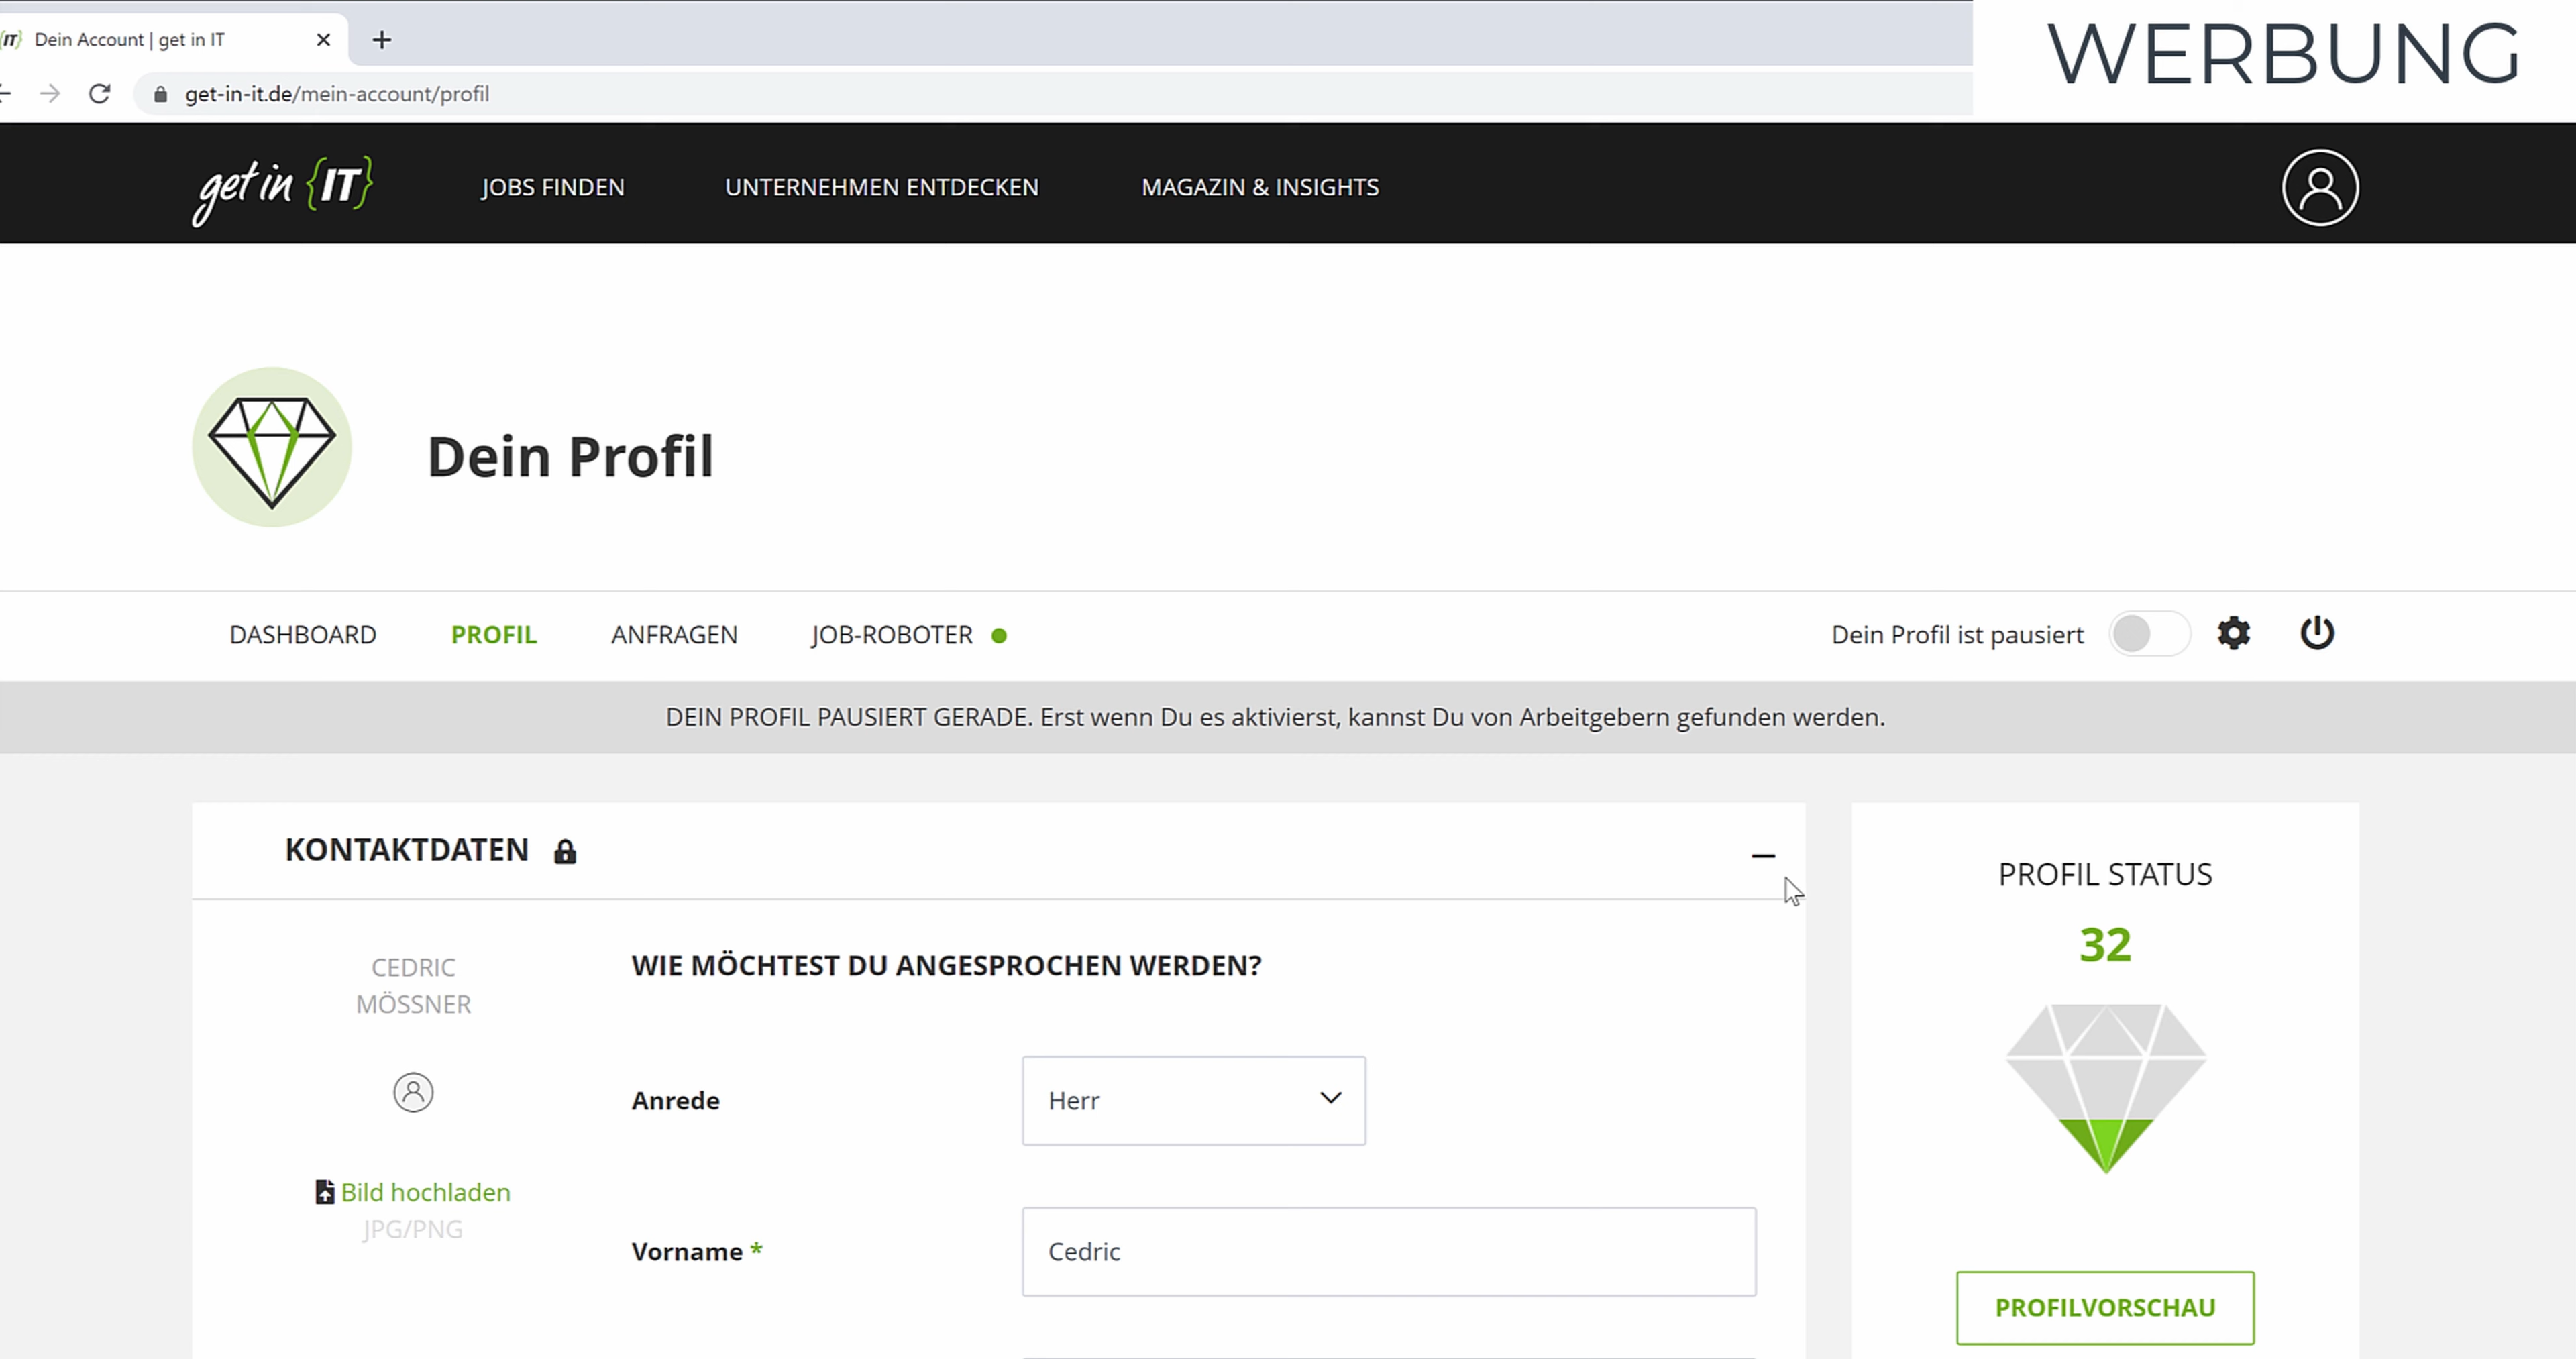 Dein Account | get in IT
WERBUNG
get-in-it.de/mein-account/profil
get in {IT}
JOBS FINDEN
UNTERNEHMEN ENTDECKEN
MAGAZIN & INSIGHTS
Dein Profil
DASHBOARD
PROFIL
ANFRAGEN
JOB-ROBOTER
Dein Profil ist pausiert
DEIN PROFIL PAUSIERT GERADE. Erst wenn Du es aktivierst, kannst Du von Arbeitgebern gefunden werden.
KONTAKTDATEN
CEDRIC
MÖSSNER
Bild hochladen
JPG/PNG
WIE MÖCHTEST DU ANGESPROCHEN WERDEN?
Anrede
Herr
Vorname *
Cedric
PROFIL STATUS
32
PROFILVORSCHAU